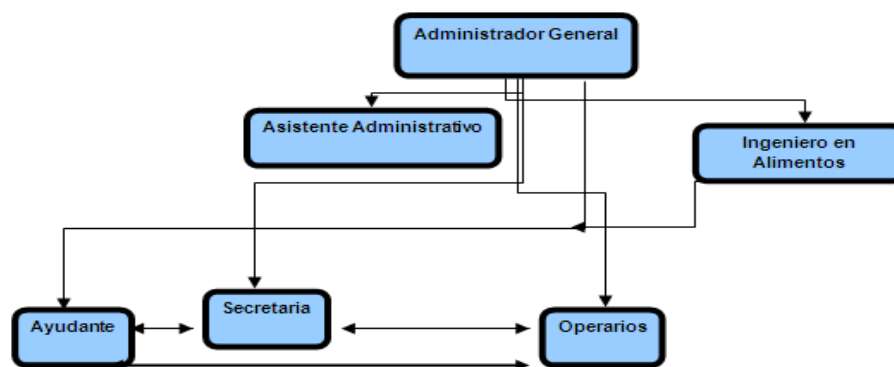 Administrador General
Asistente Administrativo
Ingeniero en
Alimentos
Secretaria
Ayudante
Operarios